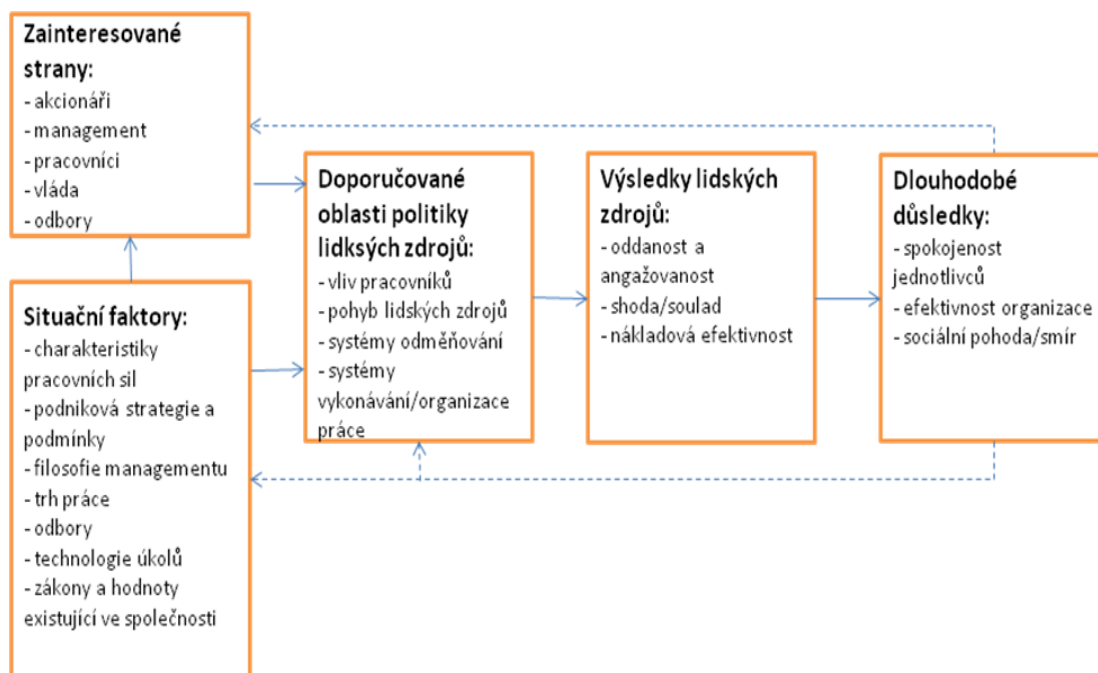 Zainteresované
strany:
- akcionáři
- management
- pracovníci
- vláda
- odbory
Situační faktory:
- charakteristiky
pracovních sil
- podniková strategie a
podmínky
- filosofie managementu
- trh práce
- odbory
- technologie úkolů
- zákony a hodnoty
existující ve společnosti
Doporučované
oblasti politiky
lidksých zdrojů:
- vliv pracovníků
- pohyb lidských zdrojů
- systémy odměňování
- systémy
vykonávání/organizace
práce
Výsledky lidských
zdrojů:
- oddanost a
angažovanost
- shoda/soulad
- nákladová efektivnost
Dlouhodobé
důsledky:
- spokojenost
jednotlivců
- efektivnost organizace
- sociální pohoda/smír